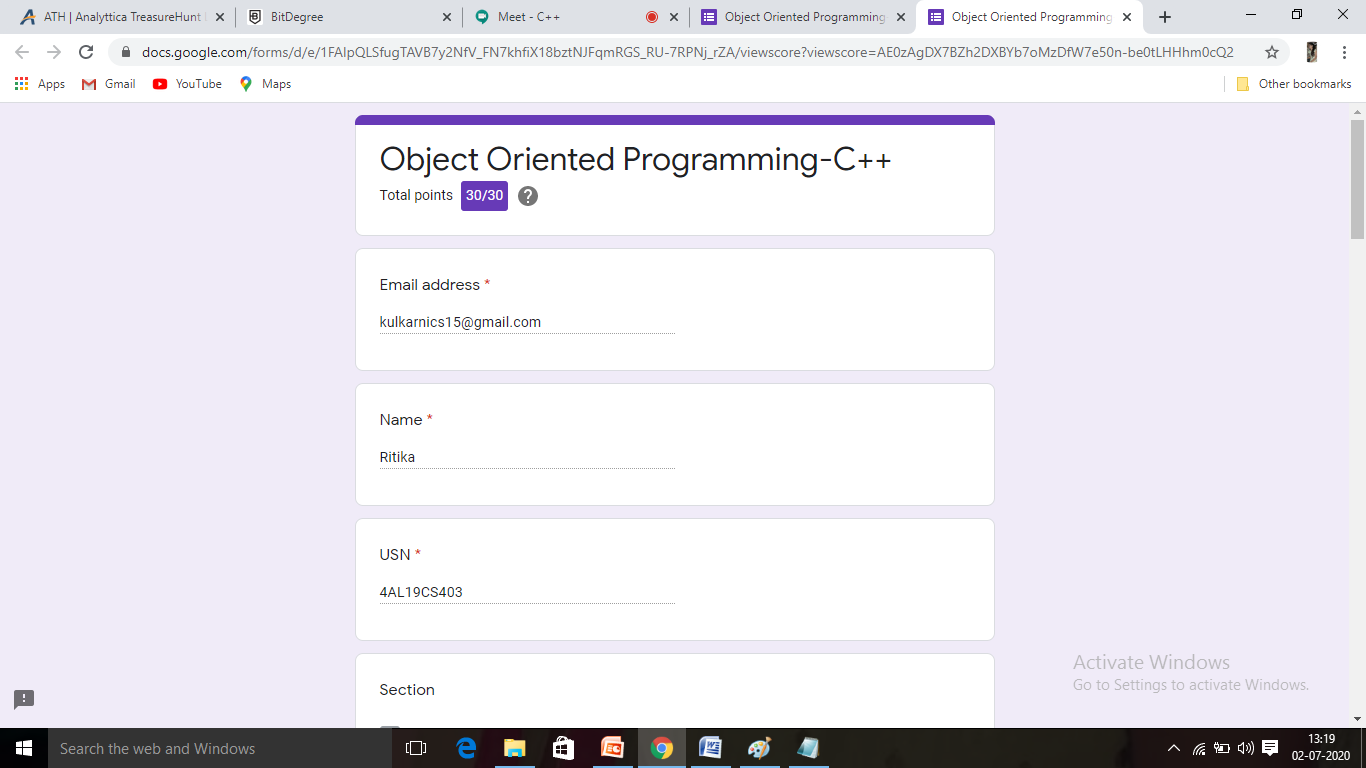 ATH | Analyttica TreasureHunt
BitDegree
Meet - C++
Object Oriented Programming
Object Oriented Programming
docs.google.com/forms/d/e/1FAIpQLSfugTAVB7y2NfV_FN7khfiX18bztNJFqmRGS_RU-7RPNj_rZA/viewscore?viewscore=AE0zAgDX7BZh2DXBYb7oMzDfW7e50n-be0tLHHhm0cQ2
Apps
Gmail
YouTube
Maps
Other bookmarks
Object Oriented Programming-C++
Total points 30/30 ?
Email address *
kulkarnics15@gmail.com
Name *
Ritika
USN *
4AL19CS403
Section
Activate Windows
Go to Settings to activate Windows.
Search the web and Windows
13:19
02-07-2020